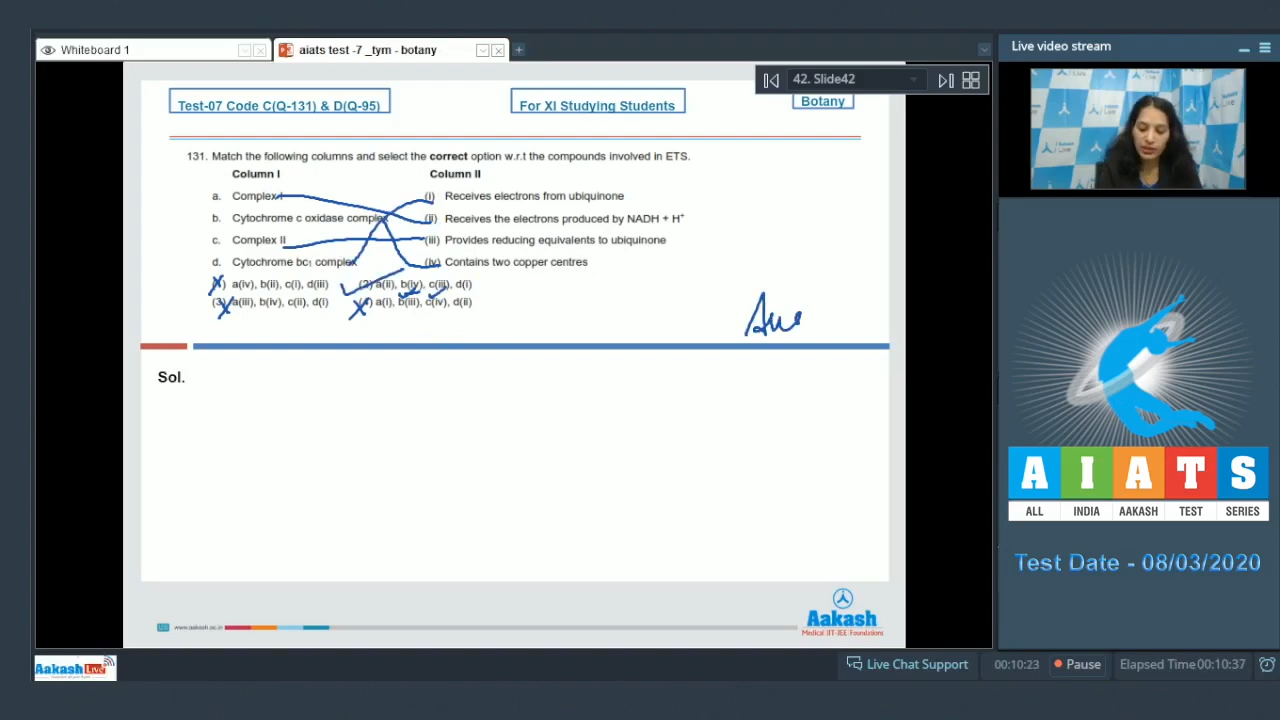 Whiteboard 1
aiats test -7 _tym - botany
Live video stream
42. Slide42
Test-07 Code C(Q-131) & D(Q-95)
For XI Studying Students
Botany
131. Match the following columns and select the correct option w.r.t the compounds involved in ETS.
Column I Column II
a. Complex I (i) Receives electrons from ubiquinone
b. Cytochrome c oxidase complex (ii) Receives the electrons produced by NADH + H⁺
c. Complex II (iii) Provides reducing equivalents to ubiquinone
d. Cytochrome bc₁ complex (iv) Contains two copper centres
(1) a(iv), b(ii), c(i), d(iii) (2) a(ii), b(iv), c(iii), d(i)
(3) a(iii), b(iv), c(ii), d(i) (4) a(i), b(iii), c(iv), d(ii)
Ans
Sol.
www.aakash.ac.in
Aakash
Medical|IIT-JEE|Foundations
AIATS
ALL INDIA AAKASH TEST SERIES
Test Date - 08/03/2020
Aakash Live
Live Chat Support
00:10:23
Pause
Elapsed Time 00:10:37